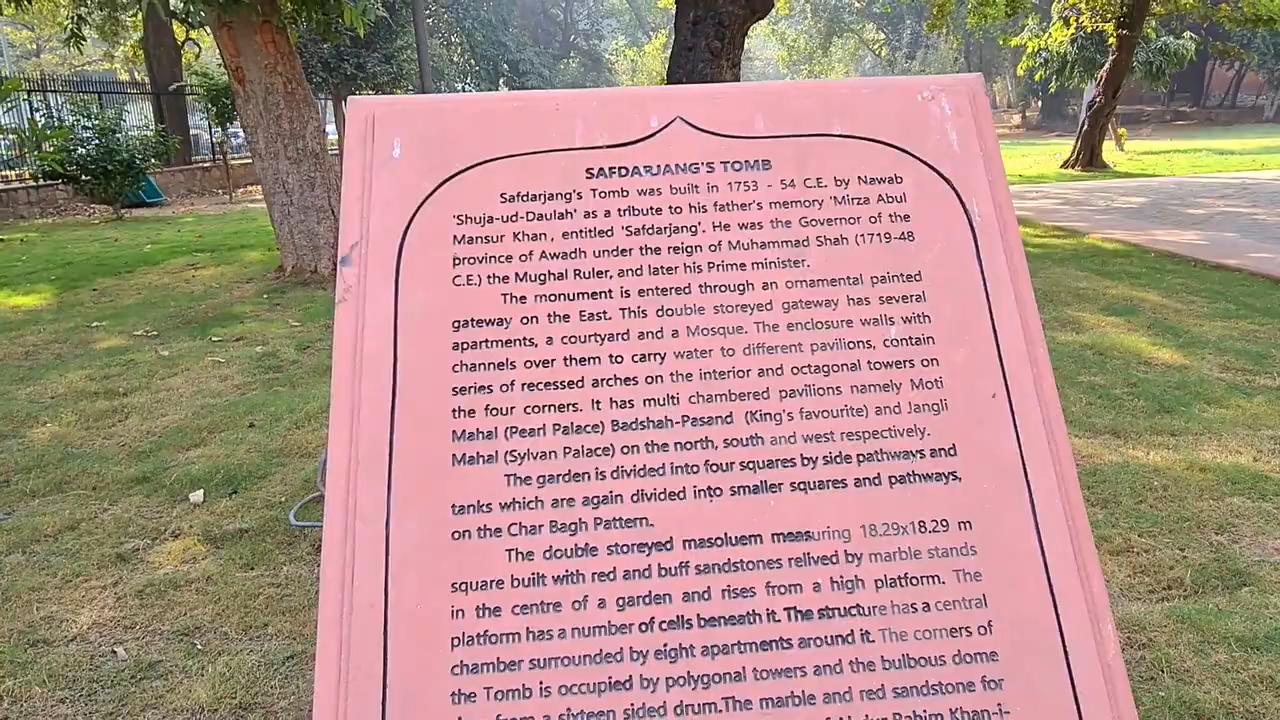 SAFDARJANG'S TOMB
Safdarjang's Tomb was built in 1753 - 54 C.E. by Nawab
'Shuja-ud-Daulah' as a tribute to his father's memory 'Mirza Abul
Mansur Khan, entitled 'Safdarjang'. He was the Governor of the
province of Awadh under the reign of Muhammad Shah (1719-48
C.E.) the Mughal Ruler, and later his Prime minister.
The monument is entered through an ornamental painted
gateway on the East. This double storeyed gateway has several
apartments, a courtyard and a Mosque. The enclosure walls with
channels over them to carry water to different pavilions, contain
series of recessed arches on the interior and octagonal towers on
the four corners. It has multi chambered pavilions namely Moti
Mahal (Pearl Palace) Badshah-Pasand (King's favourite) and Jangli
Mahal (Sylvan Palace) on the north, south and west respectively.
The garden is divided into four squares by side pathways and
tanks which are again divided into smaller squares and pathways,
on the Char Bagh Pattern.
The double storeyed masoluem measuring 18.29x18.29 m
square built with red and buff sandstones relived by marble stands
in the centre of a garden and rises from a high platform. The
platform has a number of cells beneath it. The structure has a central
chamber surrounded by eight apartments around it. The corners of
the Tomb is occupied by polygonal towers and the bulbous dome
from a sixteen sided drum.The marble and red sandstone for
Rahim Khan-i-